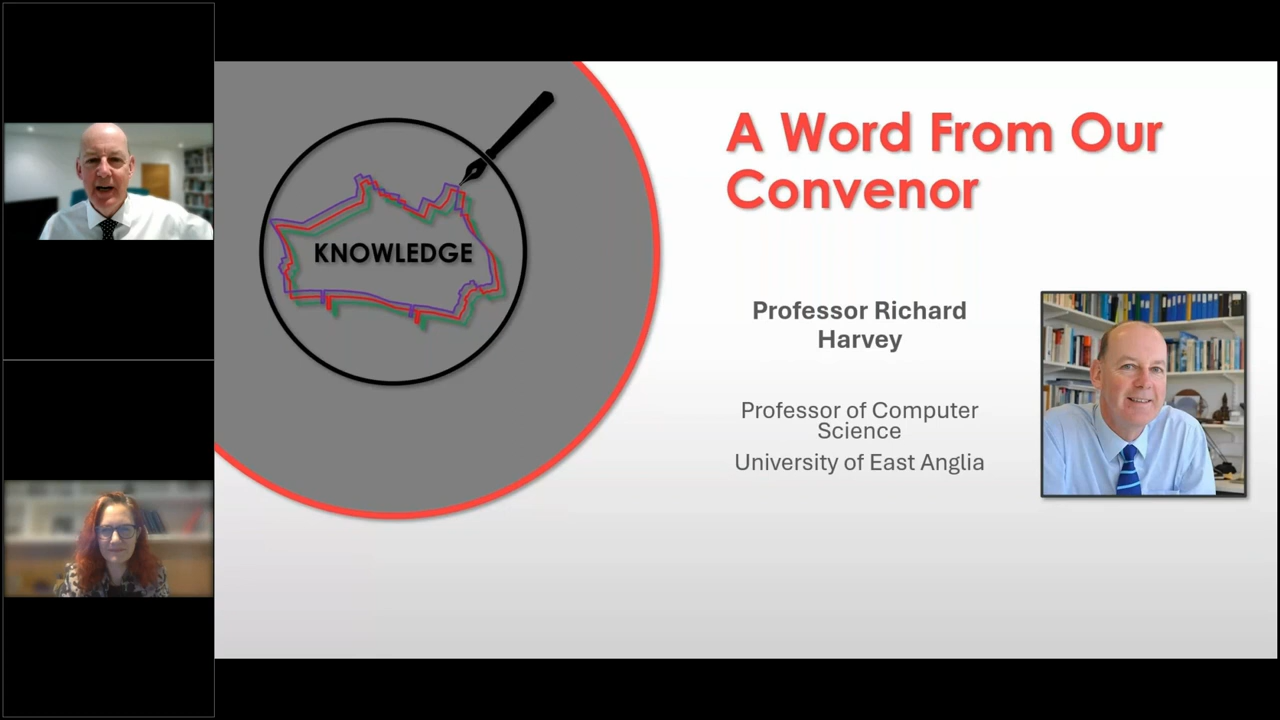 KNOWLEDGE
A Word From Our
Convenor
Professor Richard
Harvey
Professor of Computer
Science
University of East Anglia